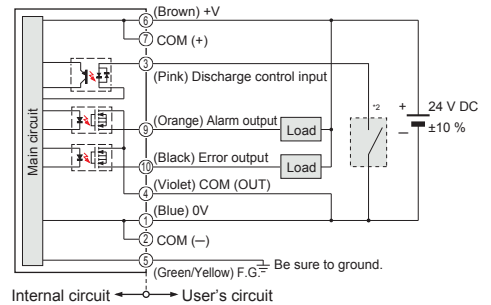 (Brown) +V
6
7 COM (+)
3
(Pink) Discharge control input
Main circuit
(Orange) Alarm output
9
Load
(Black) Error output
10
Load
(Violet) COM (OUT)
4
(Blue) 0V
1
2 COM (−)
5
(Green/Yellow) F.G.
Be sure to ground.
*2
+ 24 V DC
− ±10 %
Internal circuit
User's circuit